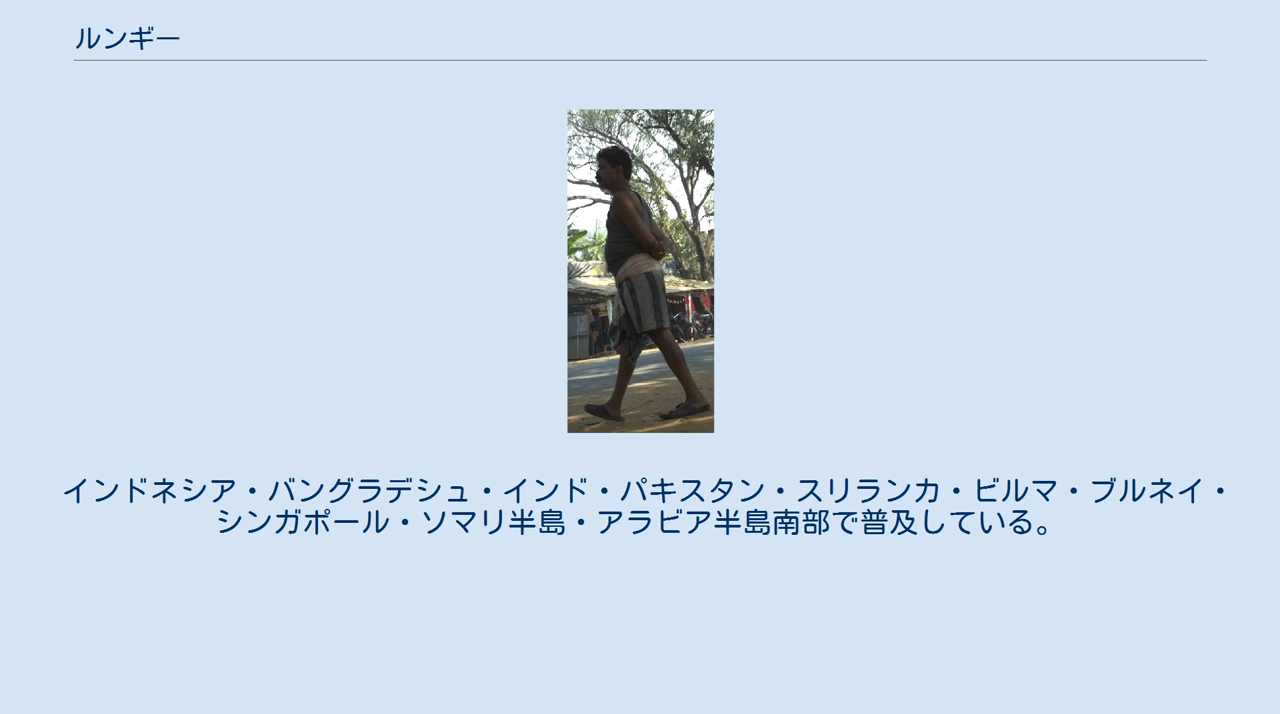 ルンギー
インドネシア・バングラデシュ・インド・パキスタン・スリランカ・ビルマ・ブルネイ・
シンガポール・ソマリ半島・アラビア半島南部で普及している。